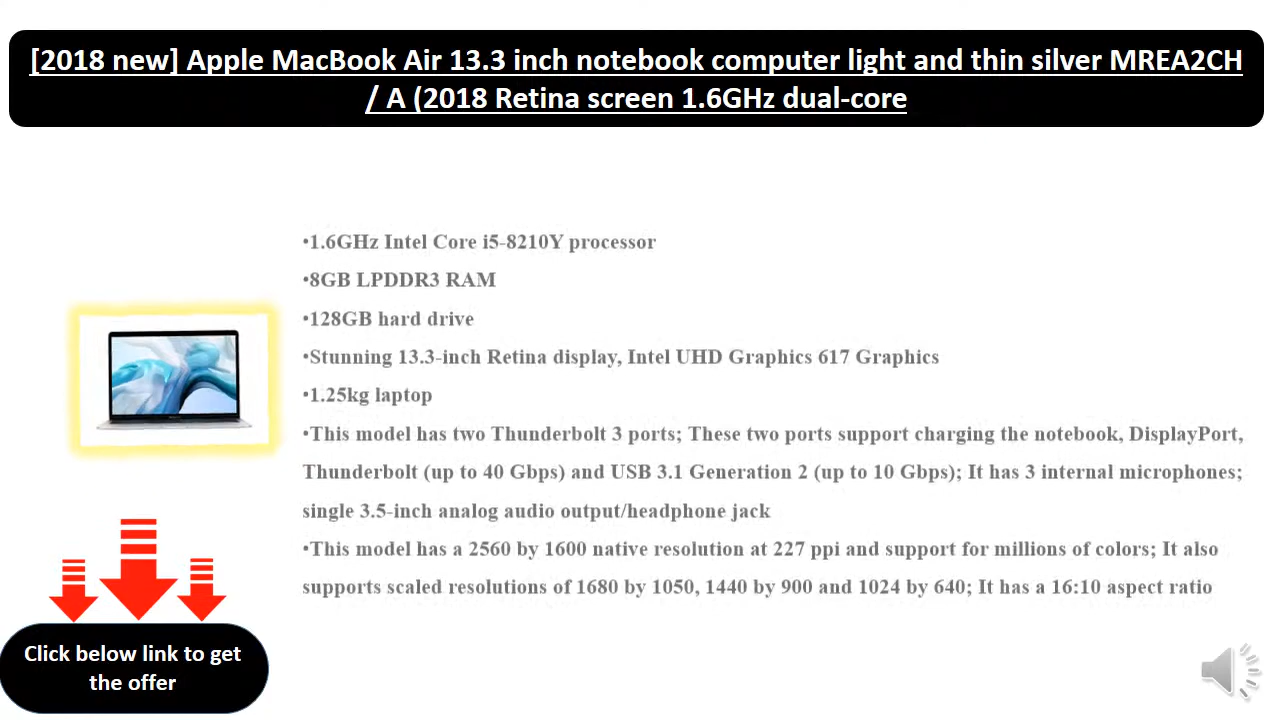 [2018 new] Apple MacBook Air 13.3 inch notebook computer light and thin silver MREA2CH
/ A (2018 Retina screen 1.6GHz dual-core
•1.6GHz Intel Core i5-8210Y processor
•8GB LPDDR3 RAM
•128GB hard drive
•Stunning 13.3-inch Retina display, Intel UHD Graphics 617 Graphics
•1.25kg laptop
•This model has two Thunderbolt 3 ports; These two ports support charging the notebook, DisplayPort,
Thunderbolt (up to 40 Gbps) and USB 3.1 Generation 2 (up to 10 Gbps); It has 3 internal microphones;
single 3.5-inch analog audio output/headphone jack
•This model has a 2560 by 1600 native resolution at 227 ppi and support for millions of colors; It also
supports scaled resolutions of 1680 by 1050, 1440 by 900 and 1024 by 640; It has a 16:10 aspect ratio
Click below link to get
the offer